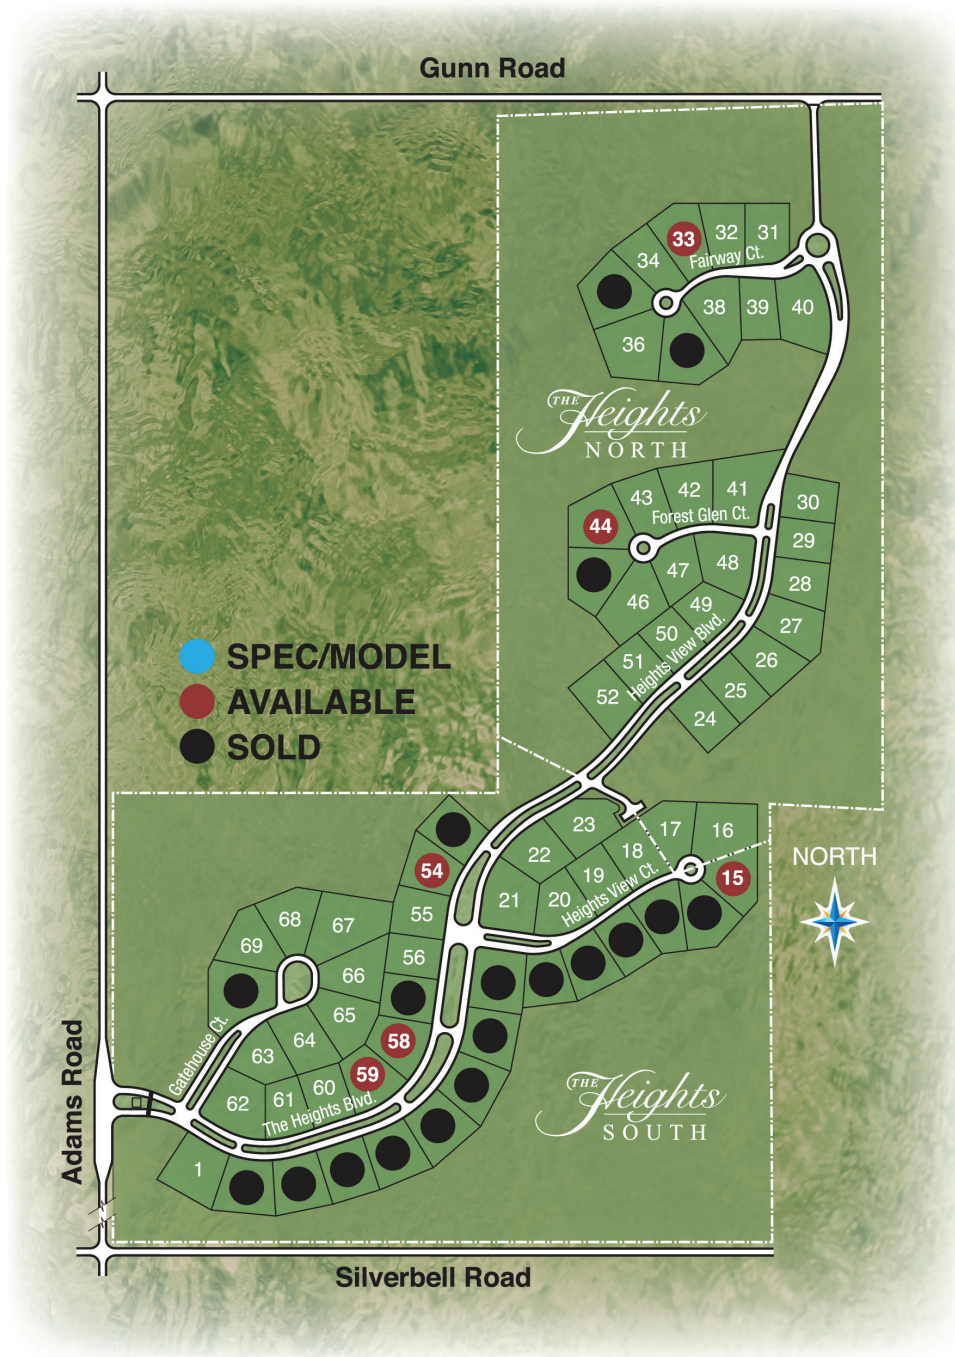 Gunn Road
33
32
31
34
Fairway Ct.
38
39
40
36
THE
Heights
NORTH
43
42
41
30
44
Forest Glen Ct.
29
47
48
28
46
49
27
50
Heights View Blvd.
51
26
52
25
24
SPEC/MODEL
AVAILABLE
SOLD
23
17
16
22
18
NORTH
54
19
15
21
20
Heights View Ct.
55
68
67
69
56
66
65
58
Gatehouse Ct.
64
63
59
60
61
62
The Heights Blvd.
1
THE
Heights
SOUTH
Adams Road
Silverbell Road